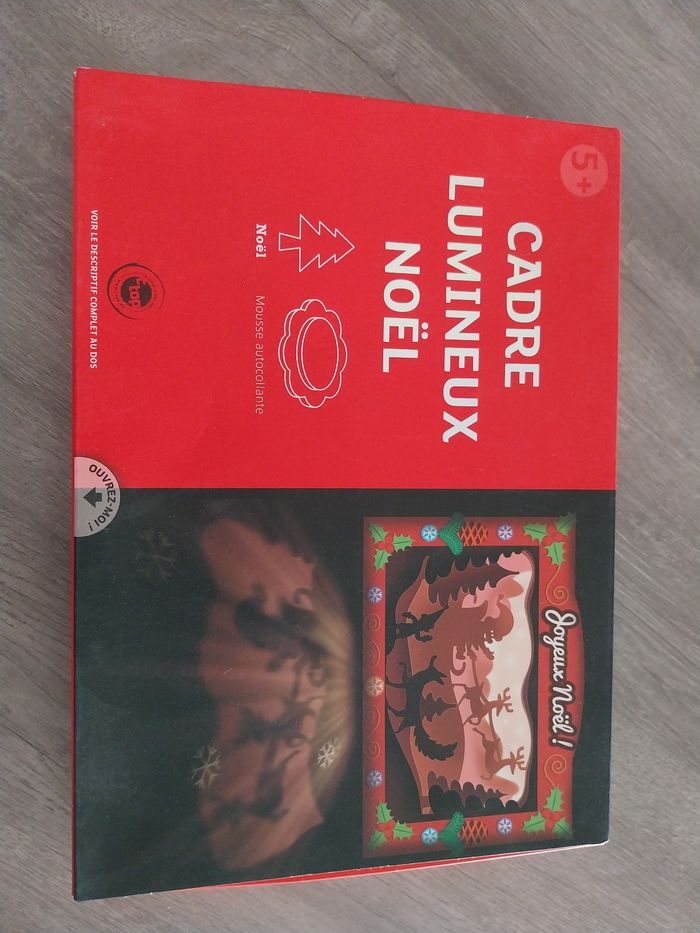 5+
CADRE
LUMINEUX
NOËL
Noël
Mousse autocollante
VOIR LE DESCRIPTIF COMPLET AU DOS
OUVREZ-MOI !
Joyeux Noël !